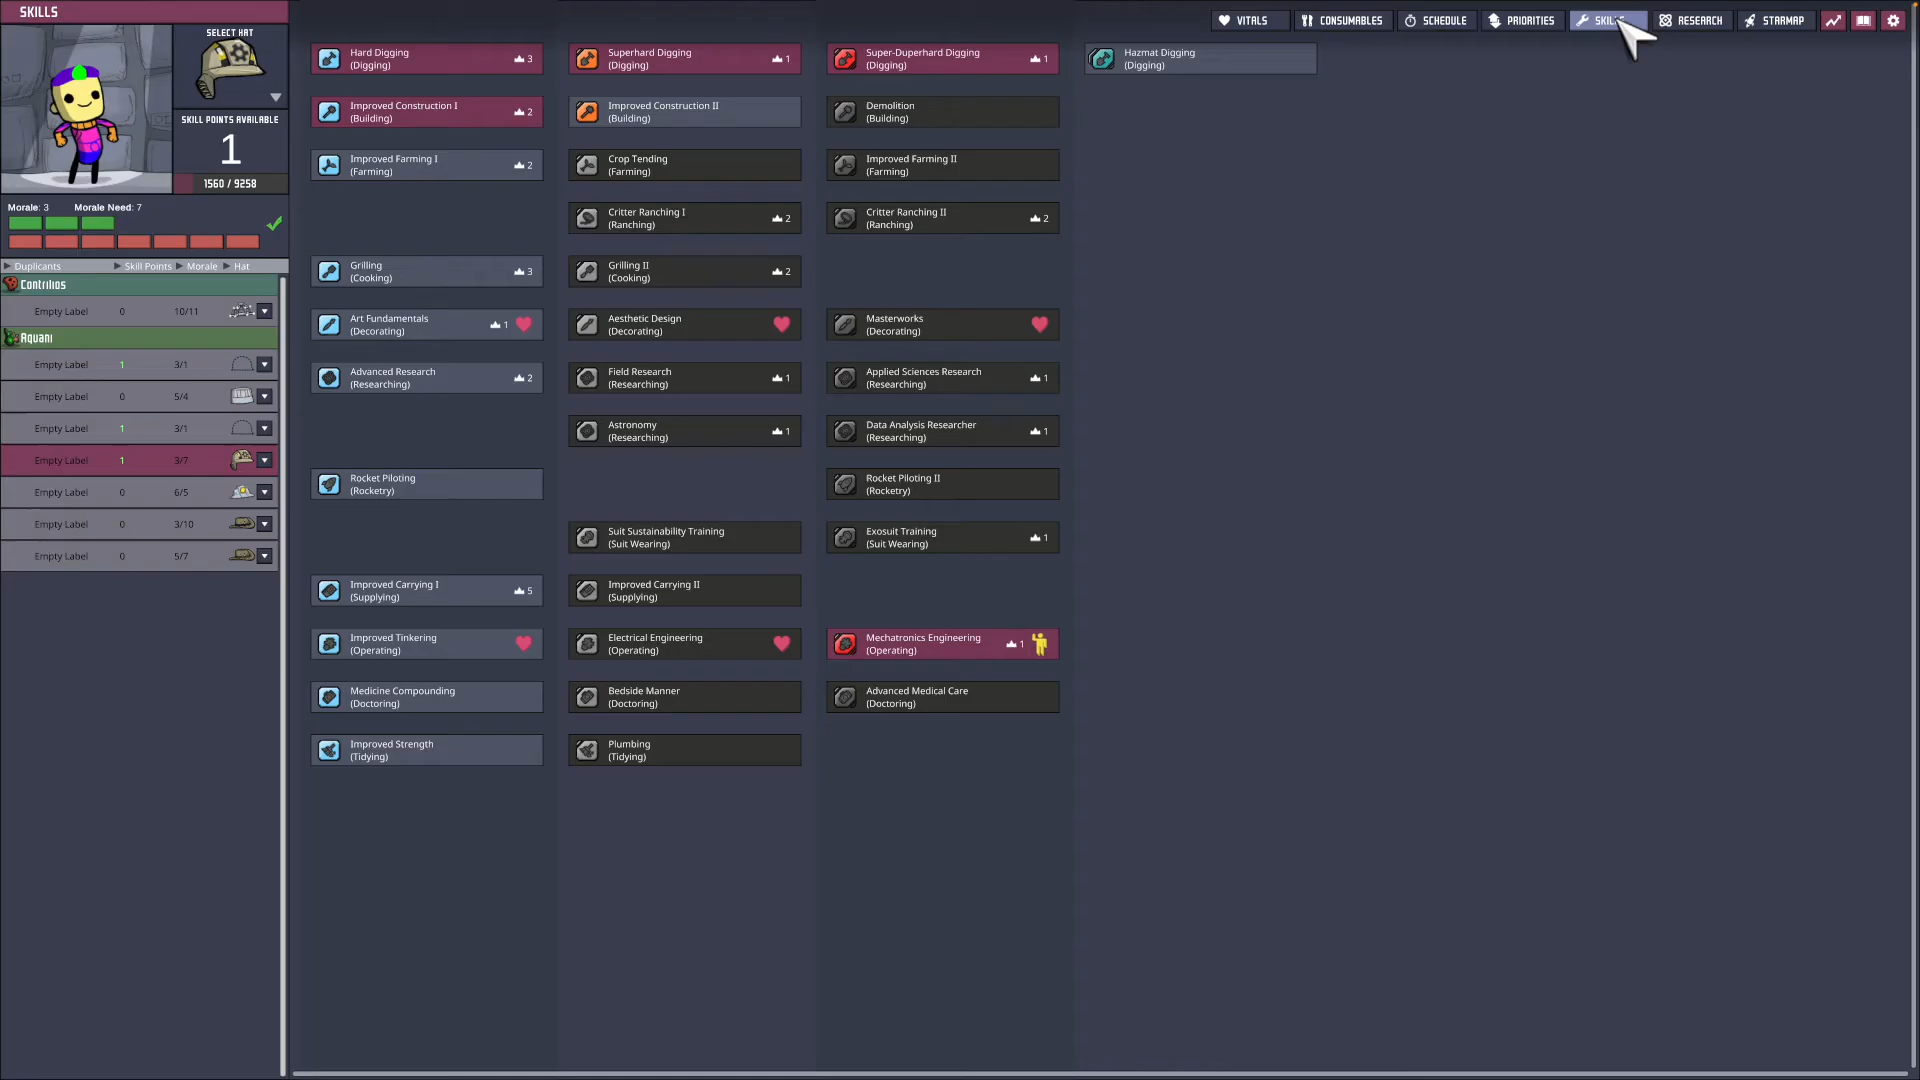 SKILLS
VITALS
CONSUMABLES
SCHEDULE
PRIORITIES
RESEARCH
STARMAP
SELECT HAT
SKILL POINTS AVAILABLE
1
1560 / 9258
Morale: 3
Morale Need: 7
Duplicants
Skill Points
Morale
Hat
Contrilios
Empty Label 0 10/11
Aquani
Empty Label 1 3/1
Empty Label 0 5/4
Empty Label 1 3/1
Empty Label 1 3/7
Empty Label 0 6/5
Empty Label 0 3/10
Empty Label 0 5/7
Hard Digging
(Digging)
3
Superhard Digging
(Digging)
1
Super-Duperhard Digging
(Digging)
1
Hazmat Digging
(Digging)
Improved Construction I
(Building)
2
Improved Construction II
(Building)
Demolition
(Building)
Improved Farming I
(Farming)
2
Crop Tending
(Farming)
Improved Farming II
(Farming)
Critter Ranching I
(Ranching)
2
Critter Ranching II
(Ranching)
2
Grilling
(Cooking)
3
Grilling II
(Cooking)
2
Art Fundamentals
(Decorating)
1
Aesthetic Design
(Decorating)
Masterworks
(Decorating)
Advanced Research
(Researching)
2
Field Research
(Researching)
1
Applied Sciences Research
(Researching)
1
Astronomy
(Researching)
1
Data Analysis Researcher
(Researching)
1
Rocket Piloting
(Rocketry)
Rocket Piloting II
(Rocketry)
Suit Sustainability Training
(Suit Wearing)
Exosuit Training
(Suit Wearing)
1
Improved Carrying I
(Supplying)
5
Improved Carrying II
(Supplying)
Improved Tinkering
(Operating)
Electrical Engineering
(Operating)
Mechatronics Engineering
(Operating)
1
Medicine Compounding
(Doctoring)
Bedside Manner
(Doctoring)
Advanced Medical Care
(Doctoring)
Improved Strength
(Tidying)
Plumbing
(Tidying)